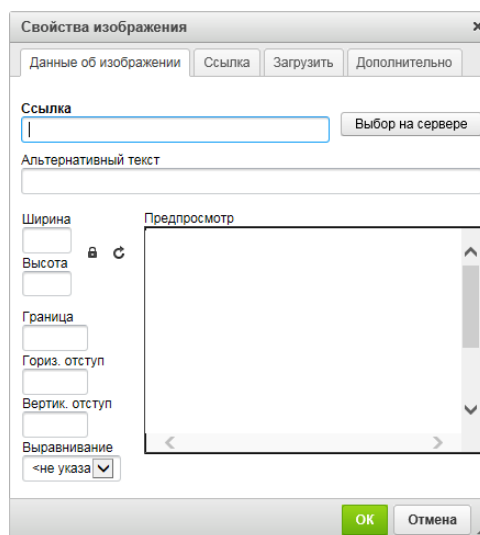 Свойства изображения
Данные об изображении Ссылка Загрузить Дополнительно
Ссылка
Выбор на сервере
Альтернативный текст
Ширина
Предпросмотр
Высота
Граница
Гориз. отступ
Вертик. отступ
Выравнивание
<не указа
ОК Отмена